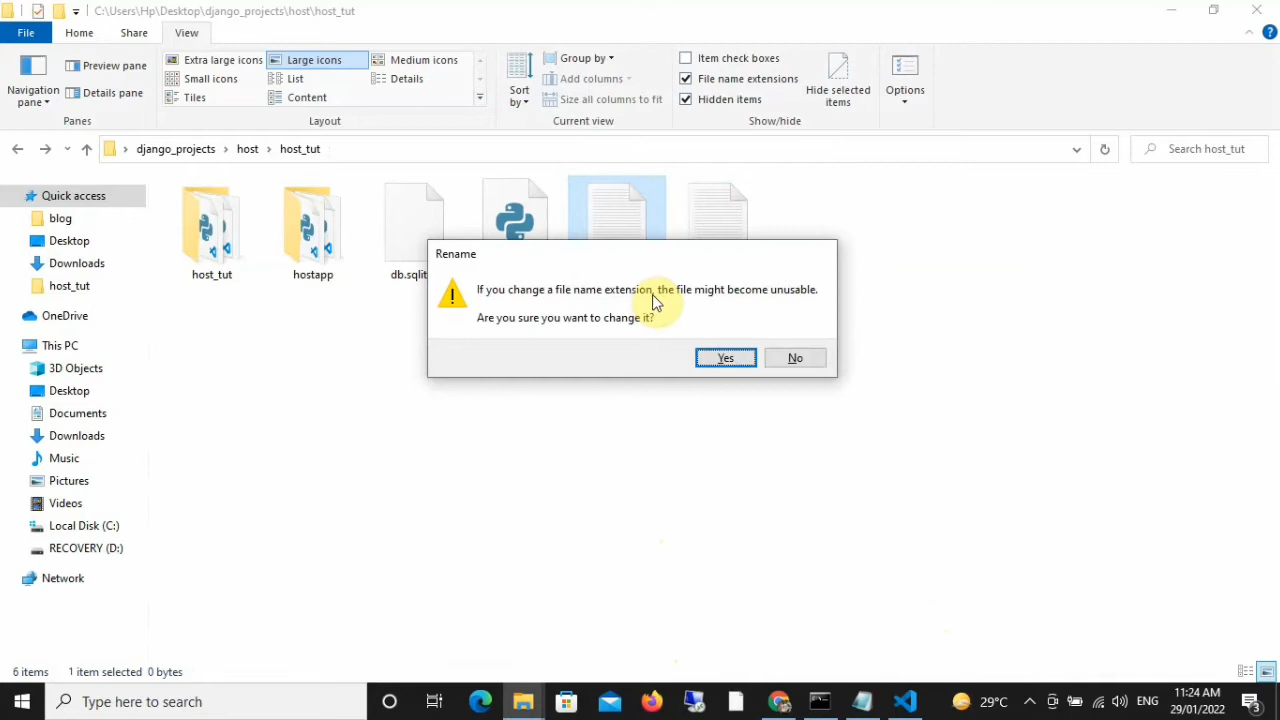 C:\Users\Hp\Desktop\django_projects\host\host_tut
File
Home
Share
View
Navigation
pane
Preview pane
Details pane
Panes
Extra large icons
Large icons
Medium icons
Small icons
List
Details
Tiles
Content
Layout
Sort
by
Group by
Add columns
Size all columns to fit
Current view
Item check boxes
File name extensions
Hidden items
Hide selected
items
Show/hide
Options
django_projects
host
host_tut
Search host_tut
Quick access
blog
Desktop
Downloads
host_tut
OneDrive
This PC
3D Objects
Desktop
Documents
Downloads
Music
Pictures
Videos
Local Disk (C:)
RECOVERY (D:)
Network
host_tut
hostapp
db.sqlit
Rename
If you change a file name extension, the file might become unusable.
Are you sure you want to change it?
Yes
No
6 items
1 item selected 0 bytes
Type here to search
29°C
ENG
11:24 AM
29/01/2022
3